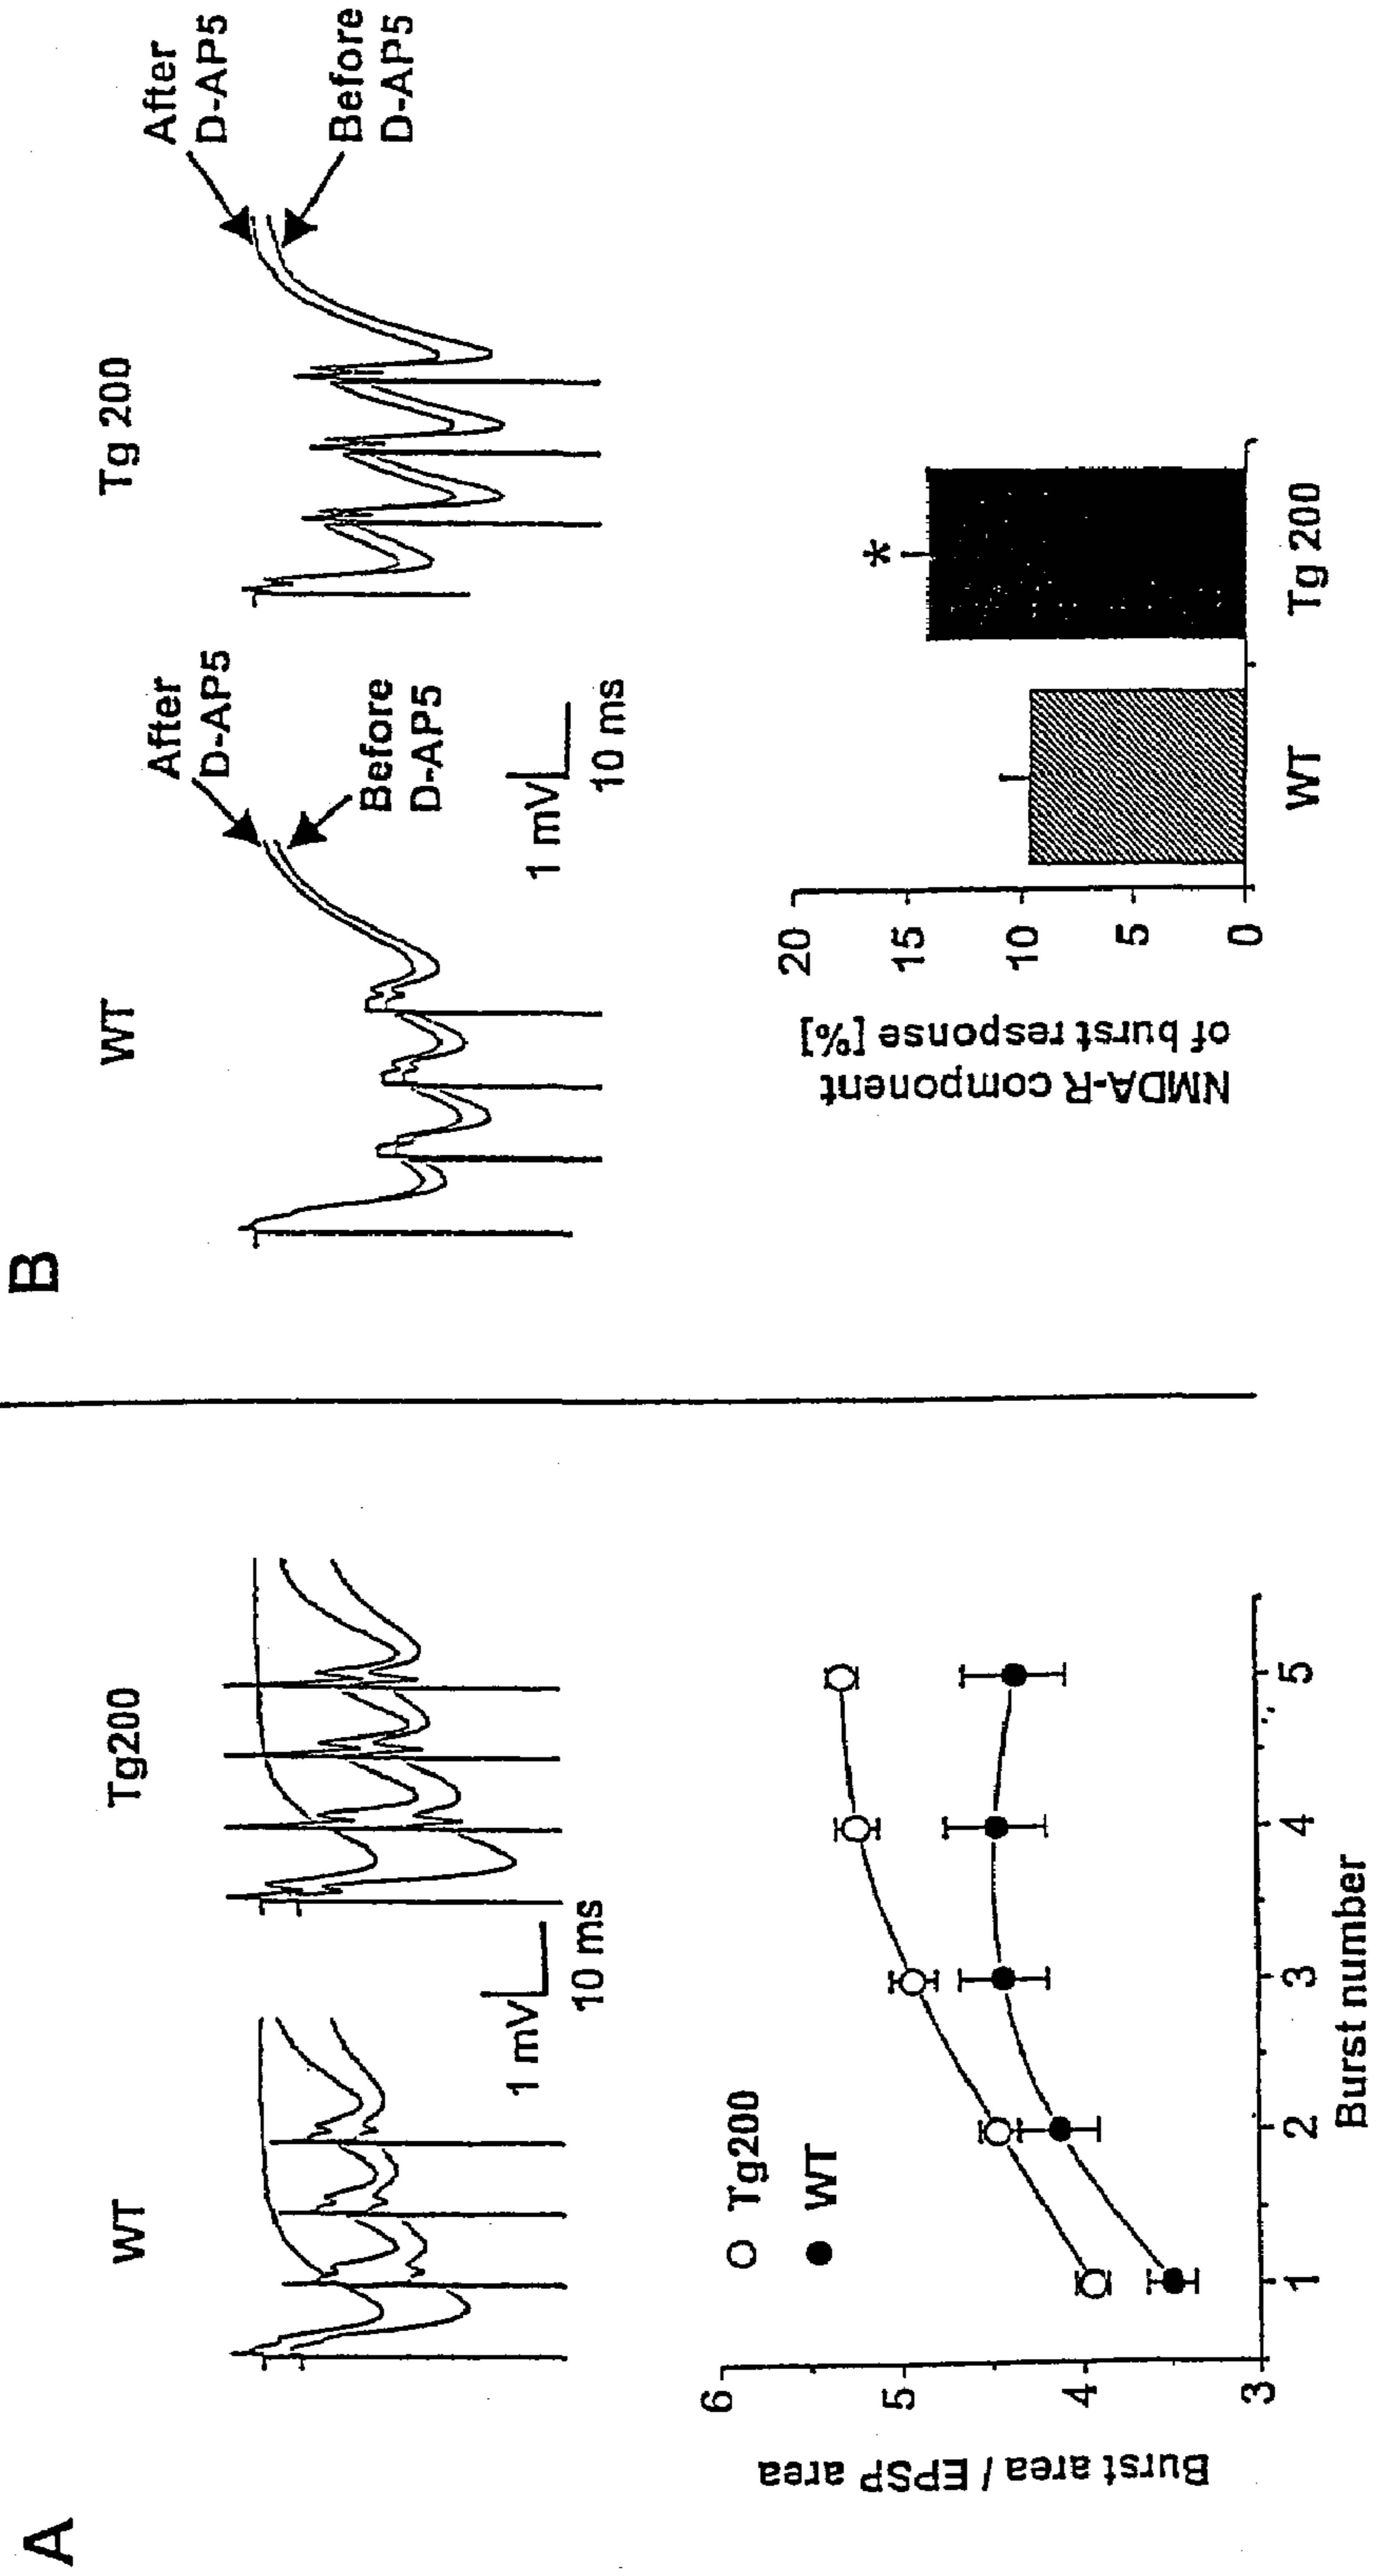 A
WT
Tg200
1 mV
10 ms
Tg200
WT
Burst area / EPSP area
6
5
4
3
1
2
3
4
5
Burst number
B
WT
After
D-AP5
Before
D-AP5
Tg 200
After
D-AP5
Before
D-AP5
1 mV
10 ms
NMDA-R component
of burst response [%]
20
15
10
5
0
*
WT
Tg 200